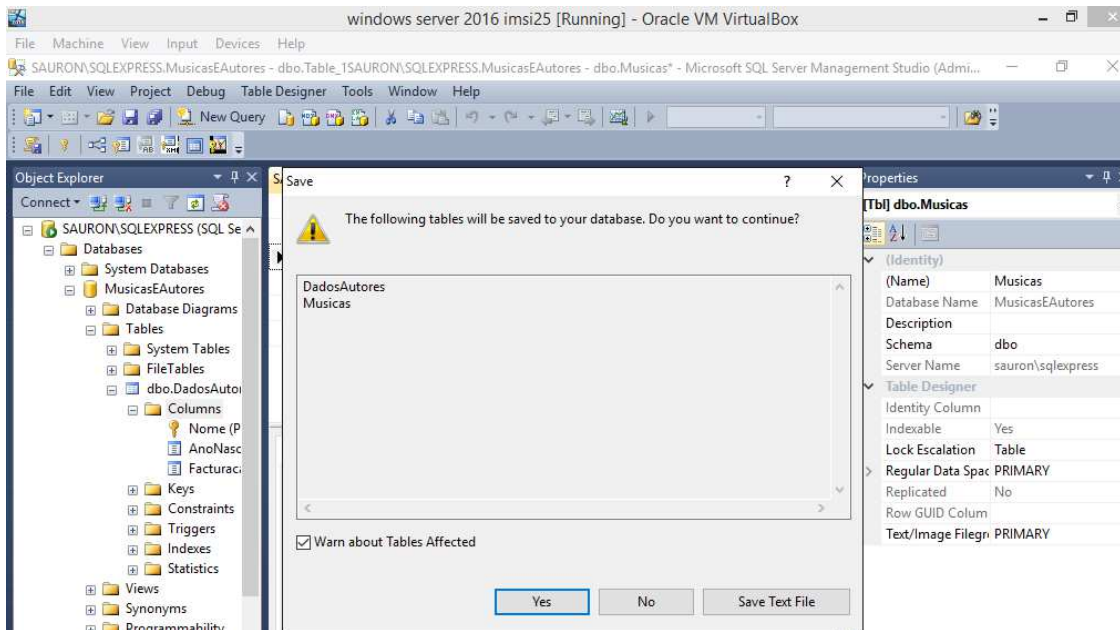 windows server 2016 imsi25 [Running] - Oracle VM VirtualBox
File Machine View Input Devices Help
SAURON\SQLEXPRESS.MusicasEAutores - dbo.Table_1SAURON\SQLEXPRESS.MusicasEAutores - dbo.Musicas* - Microsoft SQL Server Management Studio (Admi...
File Edit View Project Debug Table Designer Tools Window Help
New Query
Object Explorer
Connect
SAURON\SQLEXPRESS (SQL Se
Databases
System Databases
MusicasEAutores
Database Diagrams
Tables
System Tables
FileTables
dbo.DadosAutor
Columns
Nome (P
AnoNasc
Facturaca
Keys
Constraints
Triggers
Indexes
Statistics
Views
Synonyms
Programmability
Save
?
The following tables will be saved to your database. Do you want to continue?
DadosAutores
Musicas
Warn about Tables Affected
Yes No Save Text File
Properties
[Tbl] dbo.Musicas
(Identity)
(Name) Musicas
Database Name MusicasEAutores
Description
Schema dbo
Server Name sauron\sqlexpress
Table Designer
Identity Column
Indexable Yes
Lock Escalation Table
Regular Data Spac PRIMARY
Replicated No
Row GUID Colum
Text/Image Filegr PRIMARY